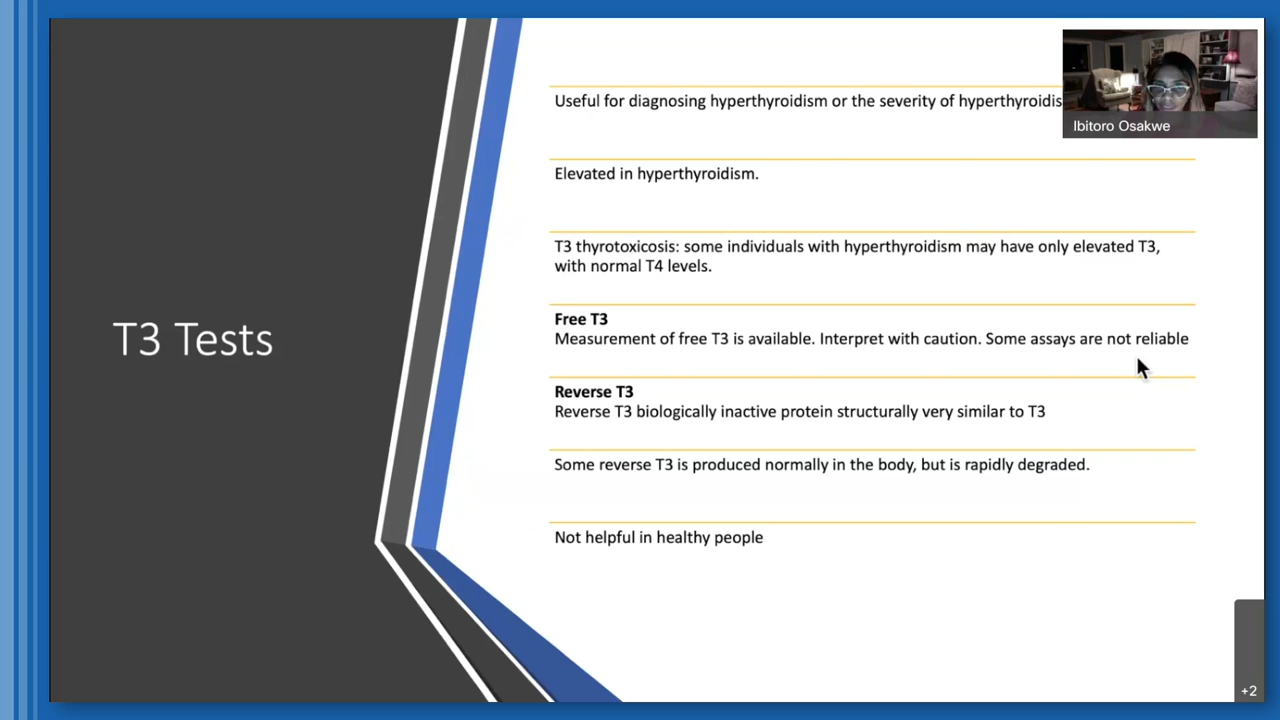 T3 Tests
Useful for diagnosing hyperthyroidism or the severity of
Elevated in hyperthyroidism.
T3 thyrotoxicosis: some individuals with hyperthyroidism may have only elevated T3,
with normal T4 levels.
Free T3
Measurement of free T3 is available. Interpret with caution. Some assays are not reliable
Reverse T3
Reverse T3 biologically inactive protein structurally very similar to T3
Some reverse T3 is produced normally in the body, but is rapidly degraded.
Not helpful in healthy people
Ibitoro Osakwe
+2